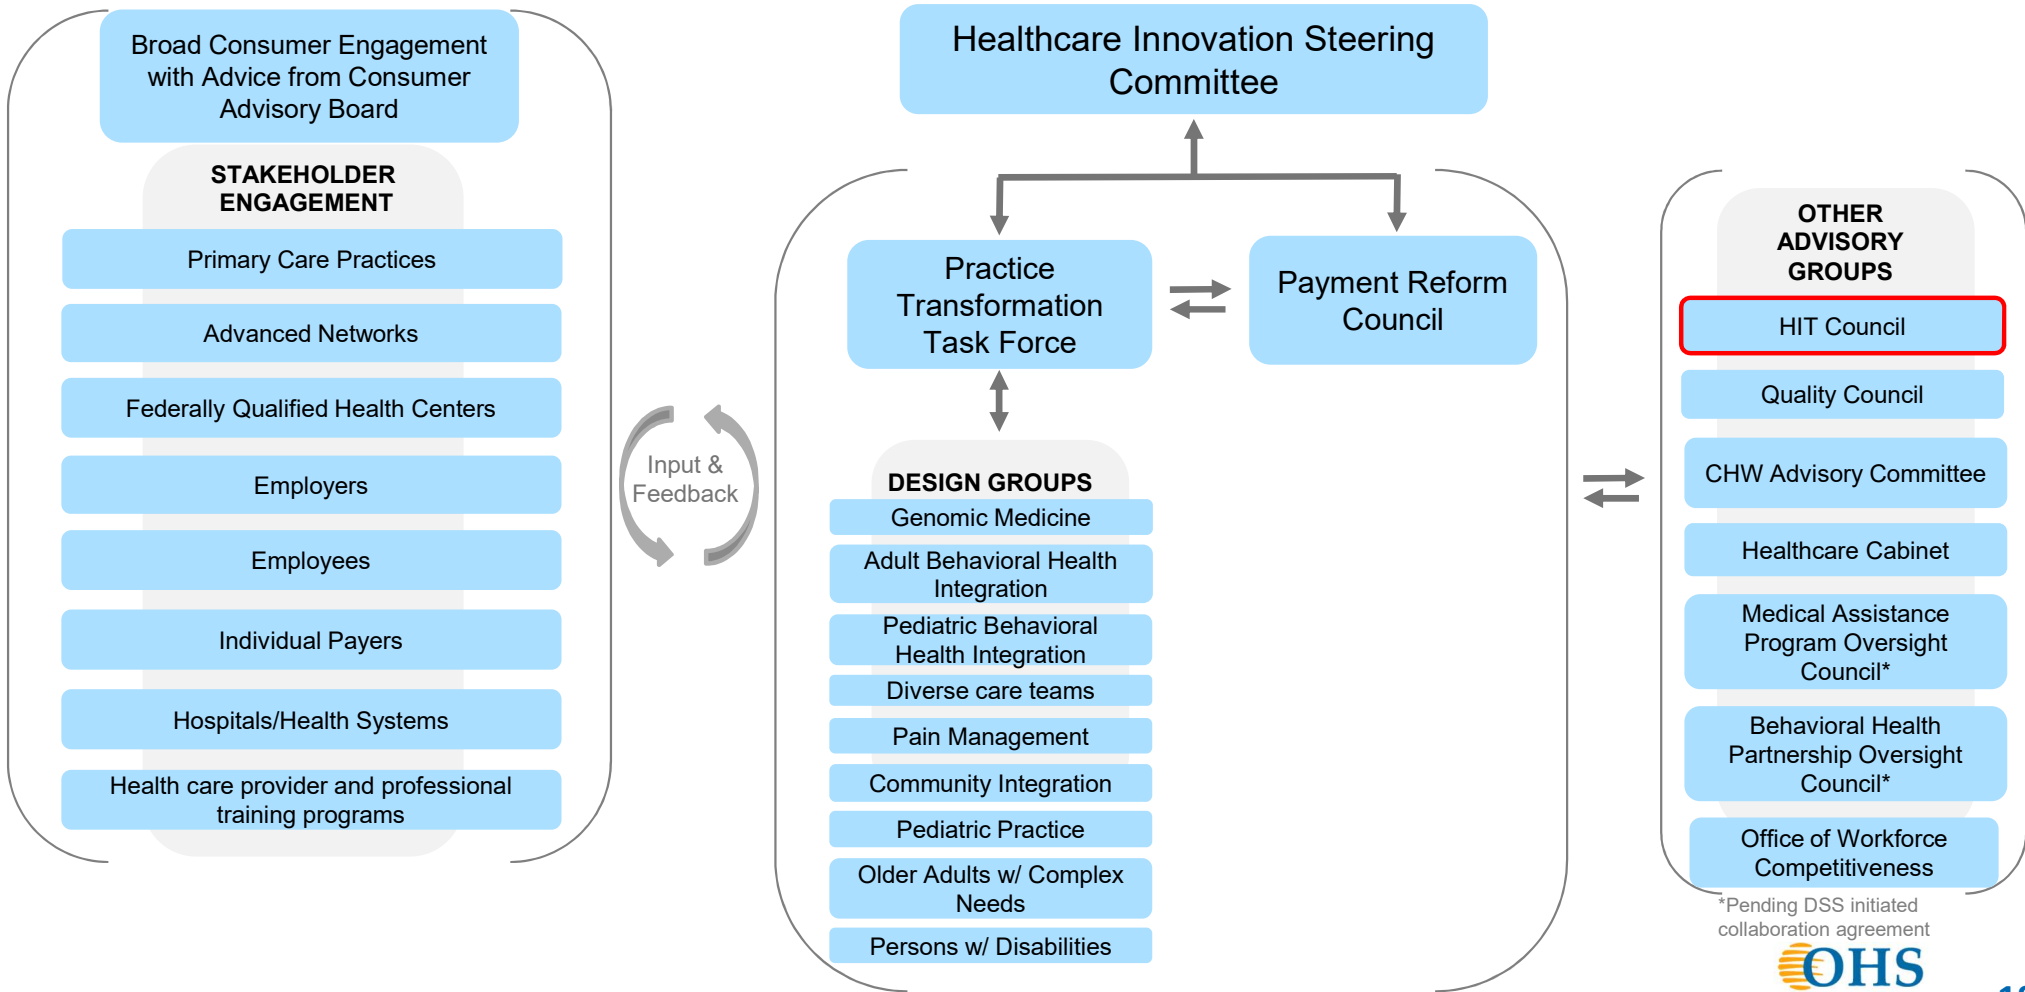 Broad Consumer Engagement
with Advice from Consumer
Advisory Board
STAKEHOLDER
ENGAGEMENT
Primary Care Practices
Advanced Networks
Federally Qualified Health Centers
Employers
Employees
Individual Payers
Hospitals/Health Systems
Health care provider and professional
training programs
Input &
Feedback
Healthcare Innovation Steering
Committee
Practice
Transformation
Task Force
Payment Reform
Council
DESIGN GROUPS
Genomic Medicine
Adult Behavioral Health
Integration
Pediatric Behavioral
Health Integration
Diverse care teams
Pain Management
Community Integration
Pediatric Practice
Older Adults w/ Complex
Needs
Persons w/ Disabilities
OTHER
ADVISORY
GROUPS
HIT Council
Quality Council
CHW Advisory Committee
Healthcare Cabinet
Medical Assistance
Program Oversight
Council*
Behavioral Health
Partnership Oversight
Council*
Office of Workforce
Competitiveness
*Pending DSS initiated
collaboration agreement
OHS